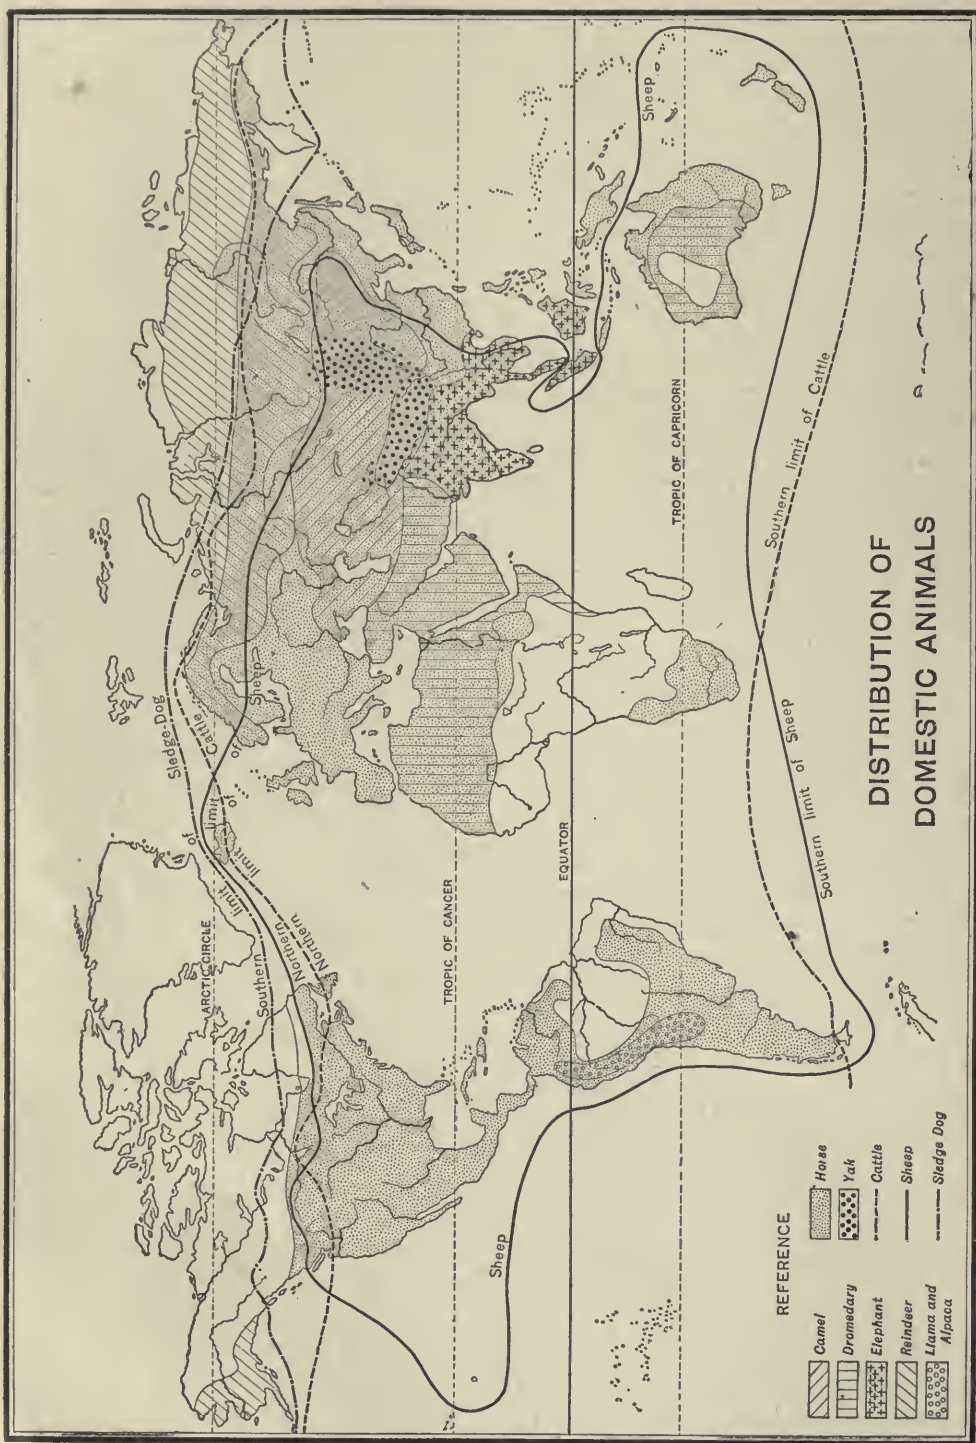 DISTRIBUTION OF
DOMESTIC ANIMALS
ARCTIC CIRCLE
TROPIC OF CANCER
EQUATOR
TROPIC OF CAPRICORN
Southern limit of Sledge-Dog
Northern limit of Cattle
Northern limit of Sheep
Sheep
Sheep
Southern limit of Cattle
Southern limit of Sheep
REFERENCE
Camel
Dromedary
Elephant
Reindeer
Llama and
Alpaca
Horse
Yak
Cattle
Sheep
Sledge Dog